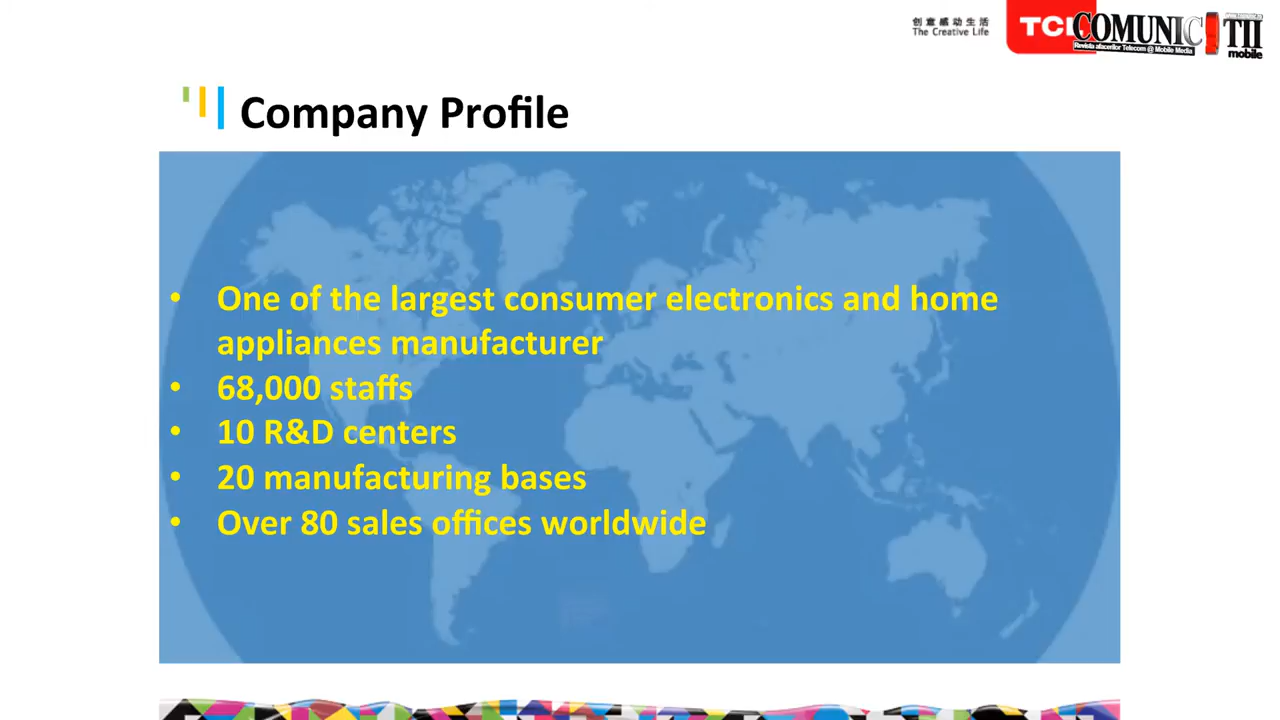 创意感动生活
The Creative Life
TCL
COMUNICAȚII
Revista afacerilor Telecom @ Mobile Media
mobile
Company Profile
• One of the largest consumer electronics and home
appliances manufacturer
• 68,000 staffs
• 10 R&D centers
• 20 manufacturing bases
• Over 80 sales offices worldwide